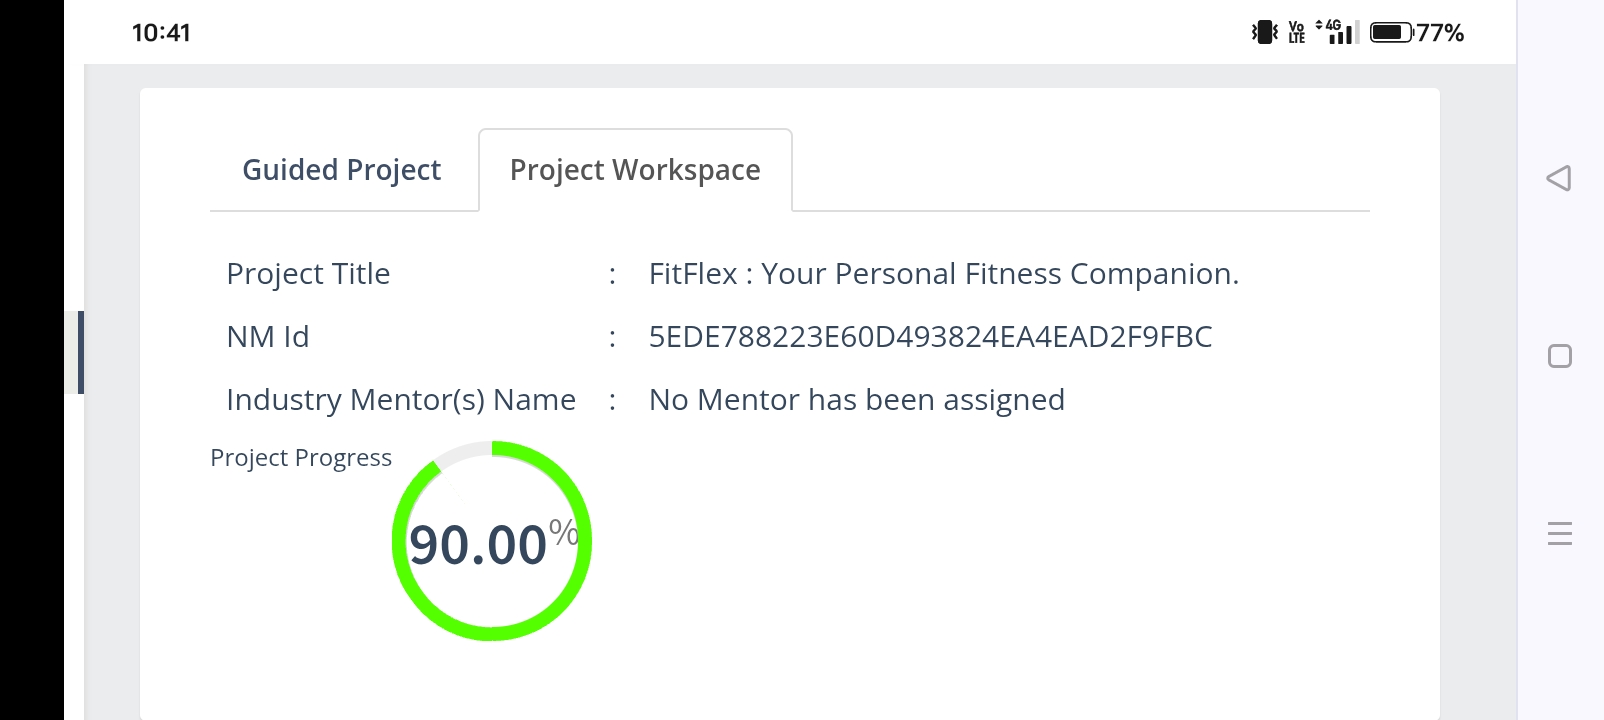 10:41
Vo LTE 4G 77%
Guided Project Project Workspace
Project Title : FitFlex : Your Personal Fitness Companion.
NM Id : 5EDE788223E60D493824EA4EAD2F9FBC
Industry Mentor(s) Name : No Mentor has been assigned
Project Progress
90.00%